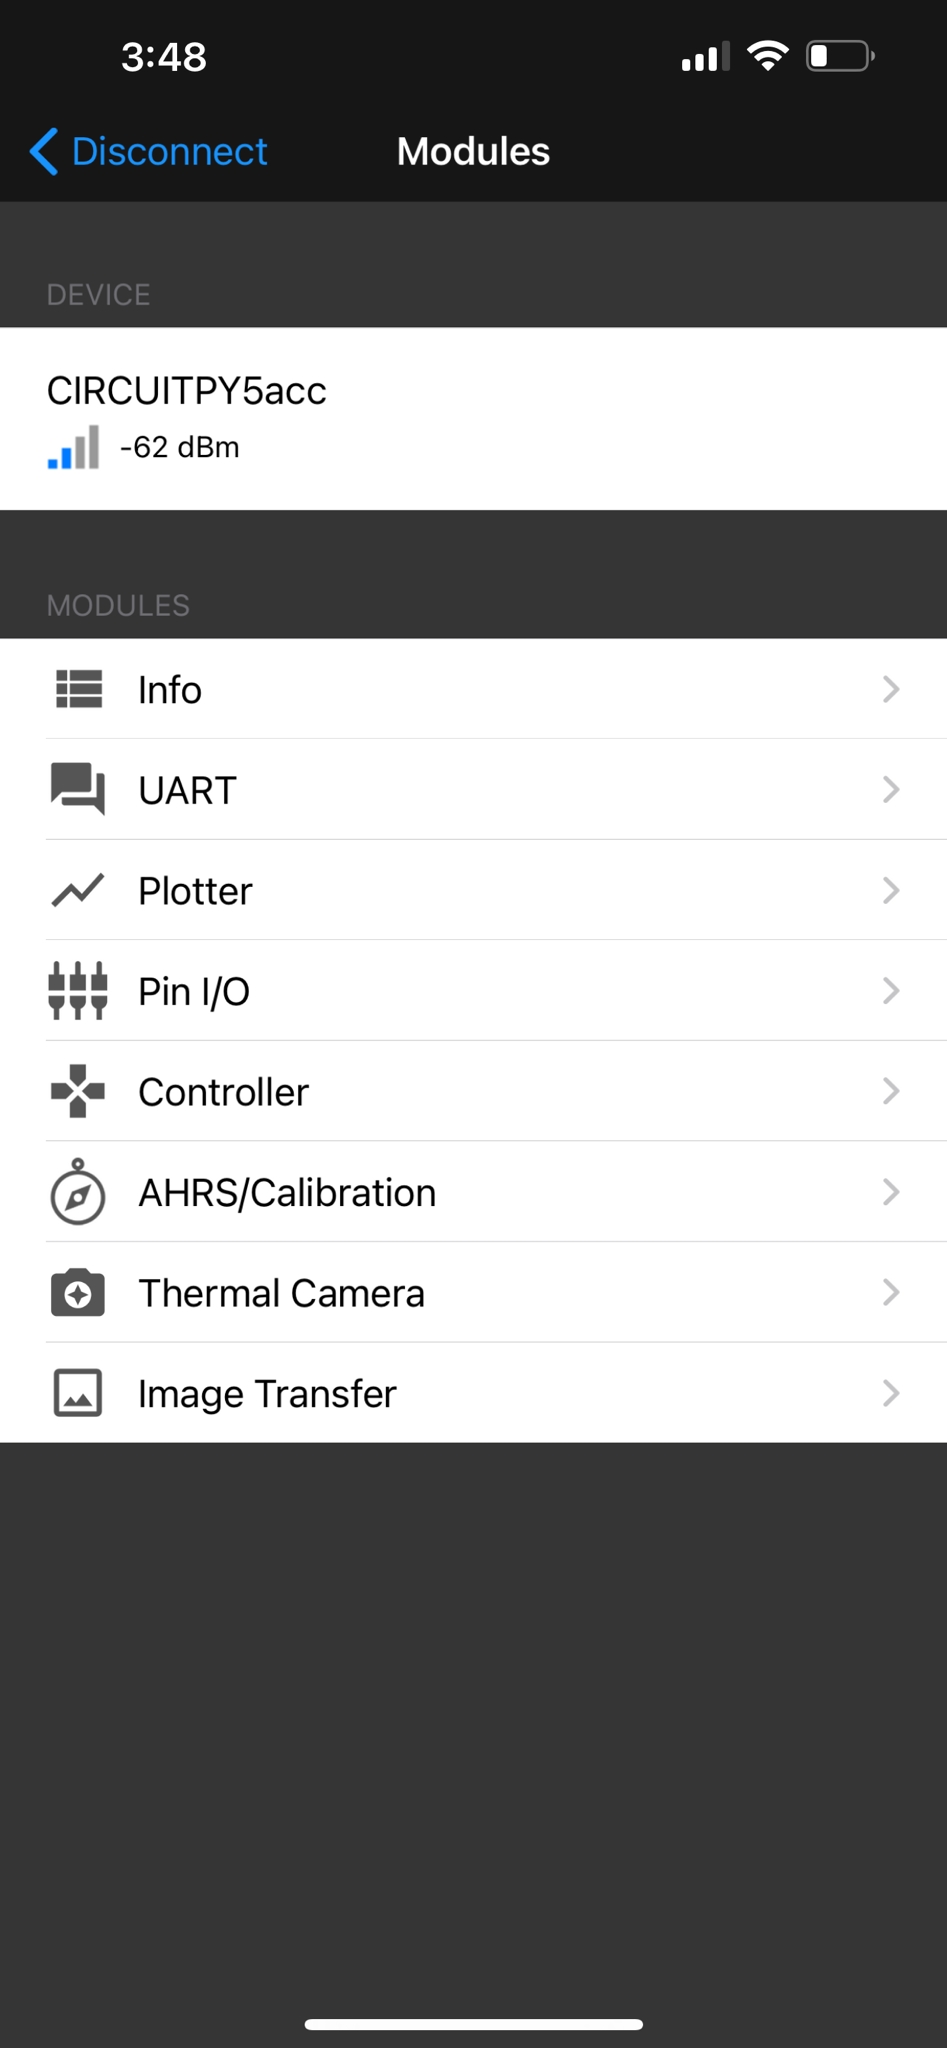 3:48
Disconnect
Modules
DEVICE
CIRCUITPY5acc
-62 dBm
MODULES
Info
UART
Plotter
Pin I/O
Controller
AHRS/Calibration
Thermal Camera
Image Transfer